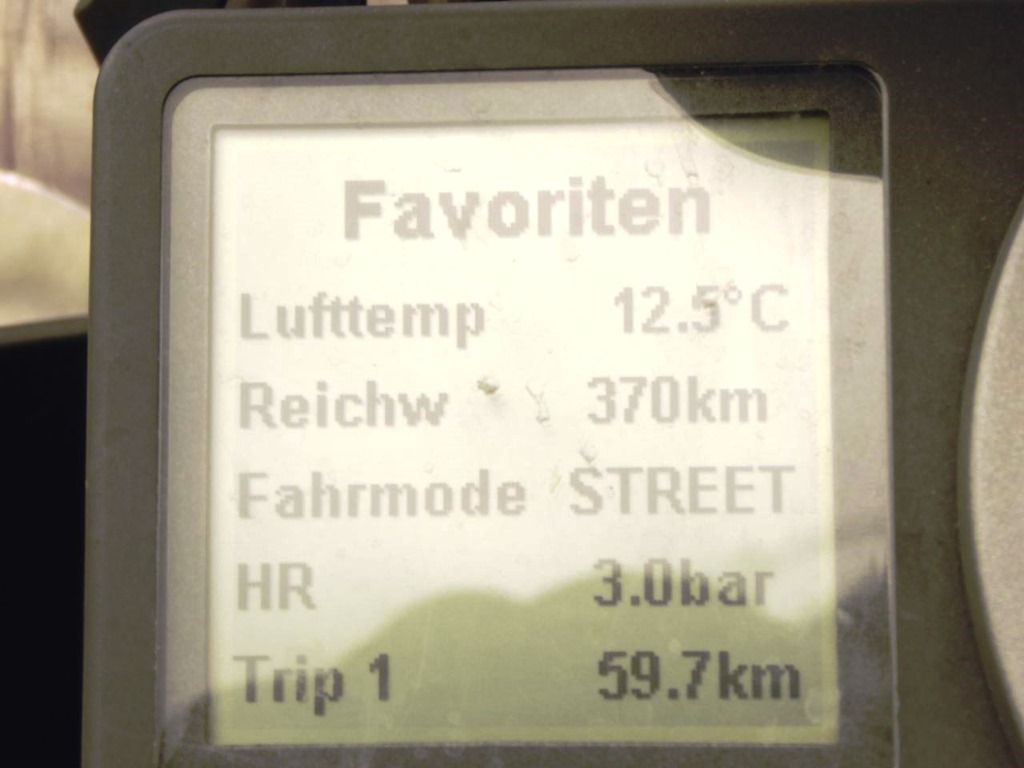 Favoriten
Lufttemp 12.5°C
Reichw 370km
Fahrmode STREET
HR 3.0bar
Trip 1 59.7km